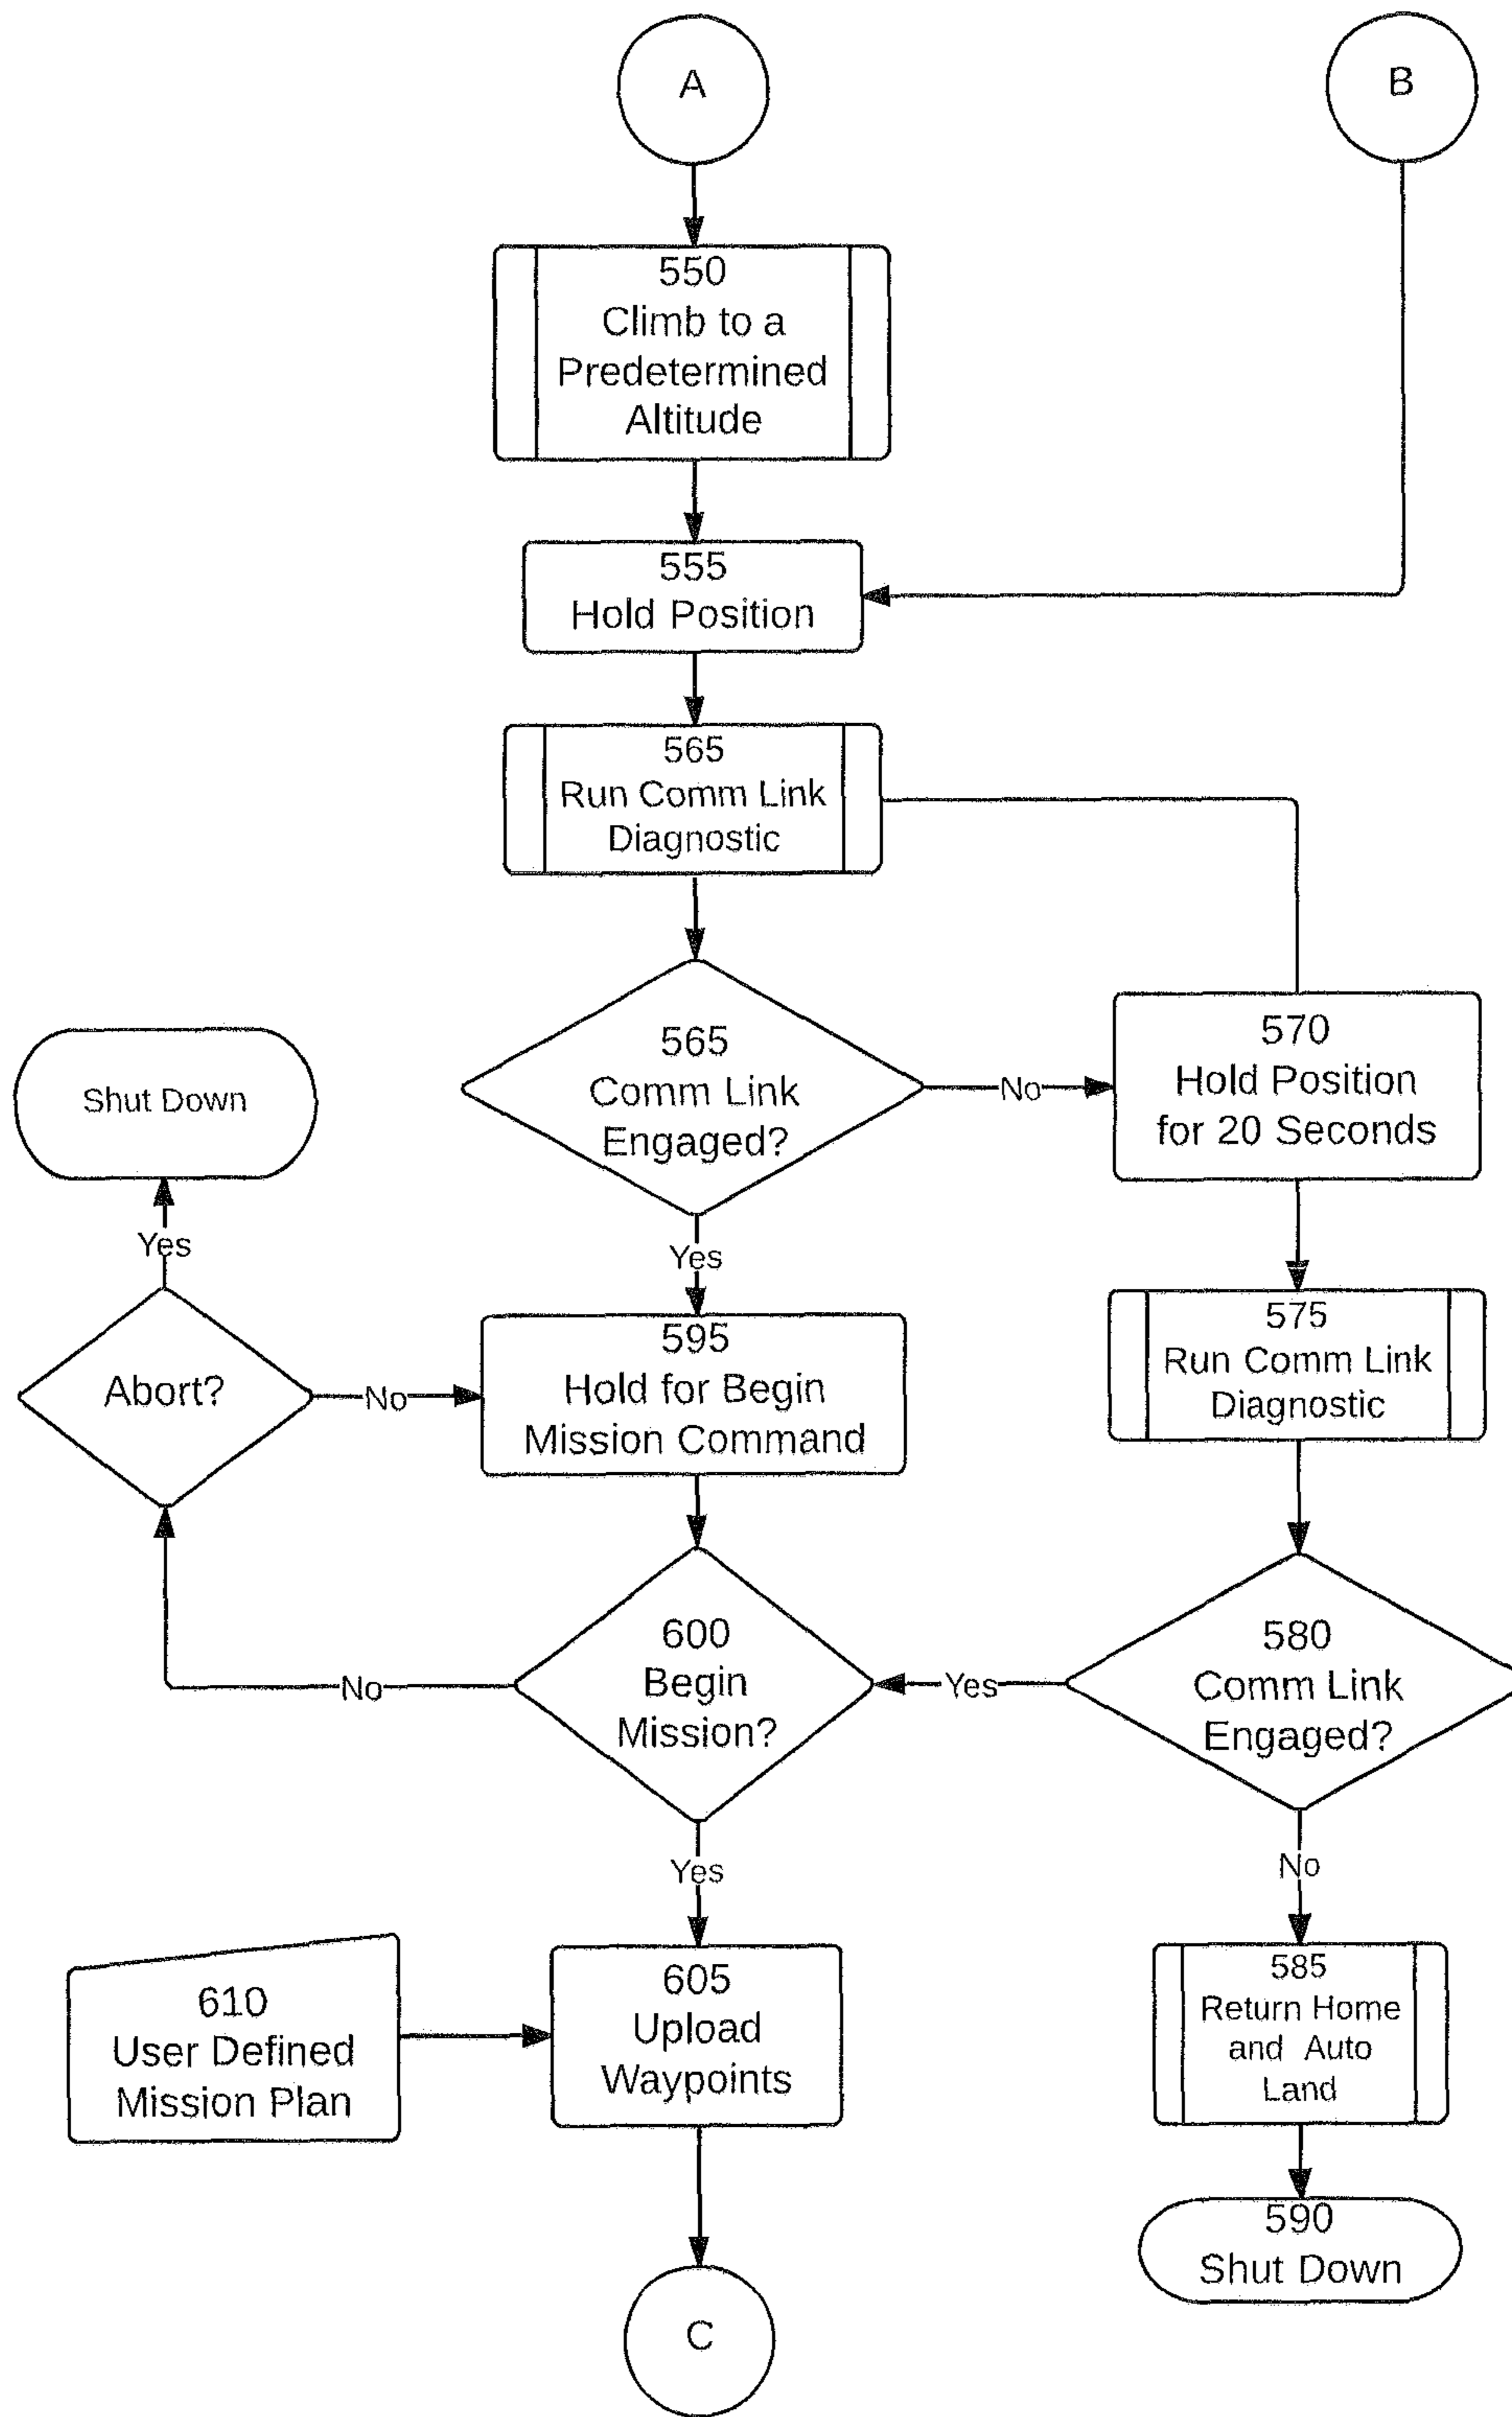 A
B
550
Climb to a
Predetermined
Altitude
555
Hold Position
565
Run Comm Link
Diagnostic
565
Comm Link
Engaged?
No
570
Hold Position
for 20 Seconds
Shut Down
Yes
Yes
Abort?
No
595
Hold for Begin
Mission Command
575
Run Comm Link
Diagnostic
600
Begin
Mission?
No
Yes
580
Comm Link
Engaged?
Yes
No
610
User Defined
Mission Plan
605
Upload
Waypoints
585
Return Home
and Auto
Land
590
Shut Down
C